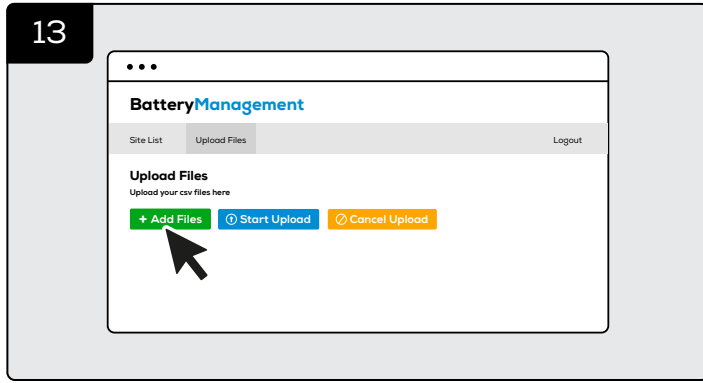 13
BatteryManagement
Site List Upload Files Logout
Upload Files
Upload your csv files here
+ Add Files Start Upload Cancel Upload